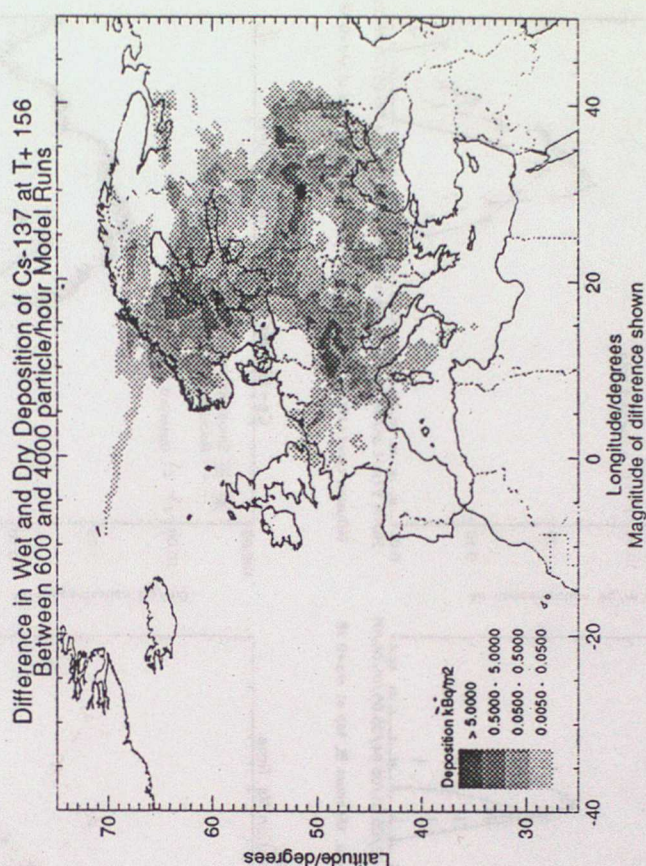 Difference in Wet and Dry Deposition of Cs-137 at T+ 156
Between 600 and 4000 particle/hour Model Runs
Latitude/degrees
70
60
50
40
30
Deposition kBq/m2
> 5.0000
0.5000 - 5.0000
0.0500 - 0.5000
0.0050 - 0.0500
-40
-20
0
20
40
Longitude/degrees
Magnitude of difference shown